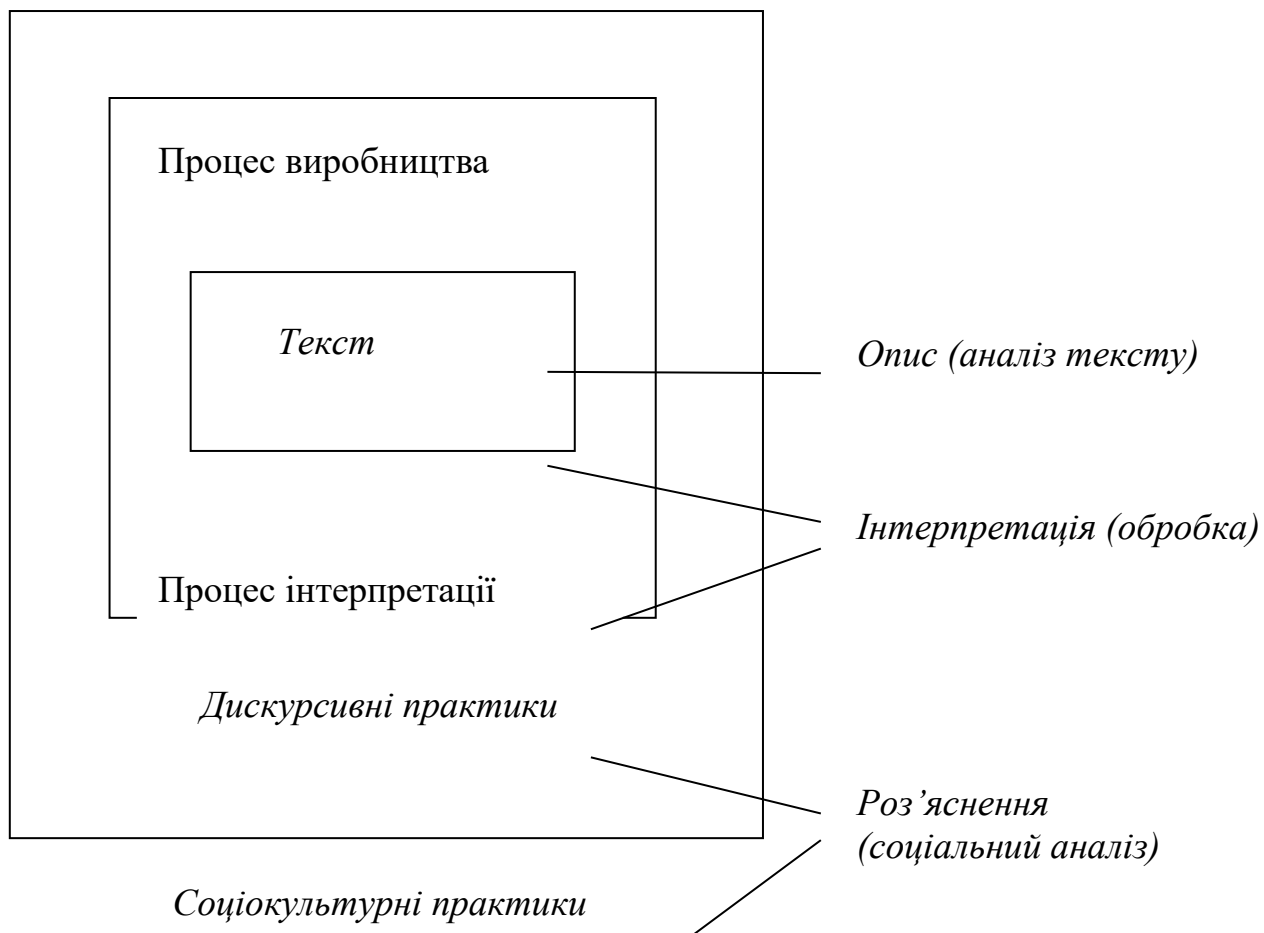 Процес виробництва
Текст
Опис (аналіз тексту)
Інтерпретація (обробка)
Процес інтерпретації
Дискурсивні практики
Роз’яснення
(соціальний аналіз)
Соціокультурні практики